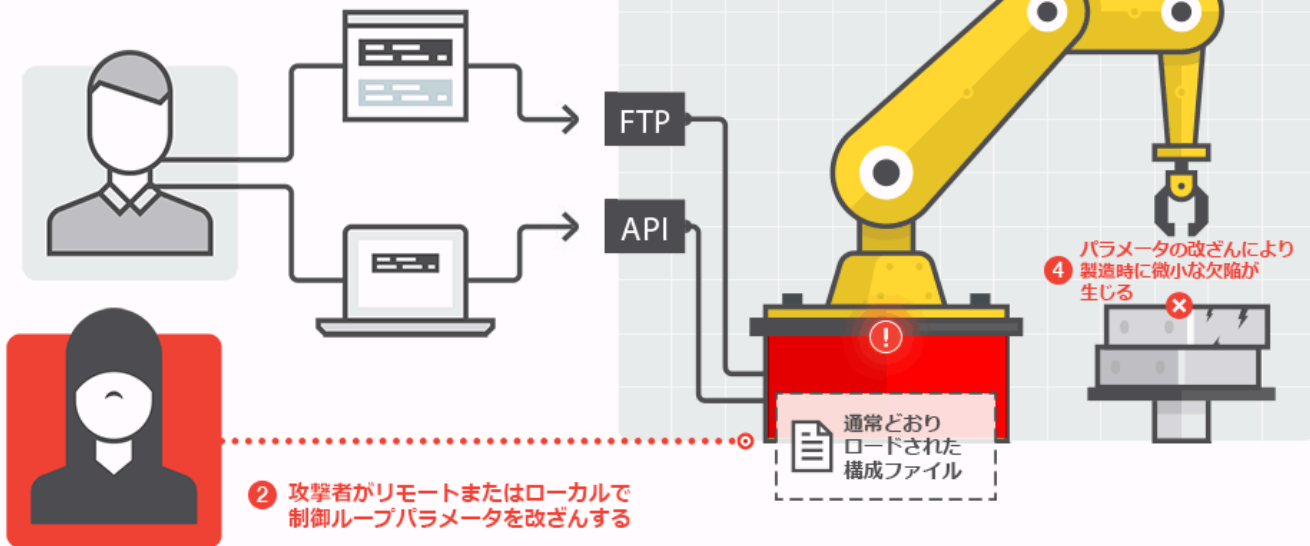 FTP
API
4
パラメータの改ざんにより
製造時に微小な欠陥が
生じる
!
通常どおり
ロードされた
構成ファイル
2
攻撃者がリモートまたはローカルで
制御ループパラメータを改ざんする